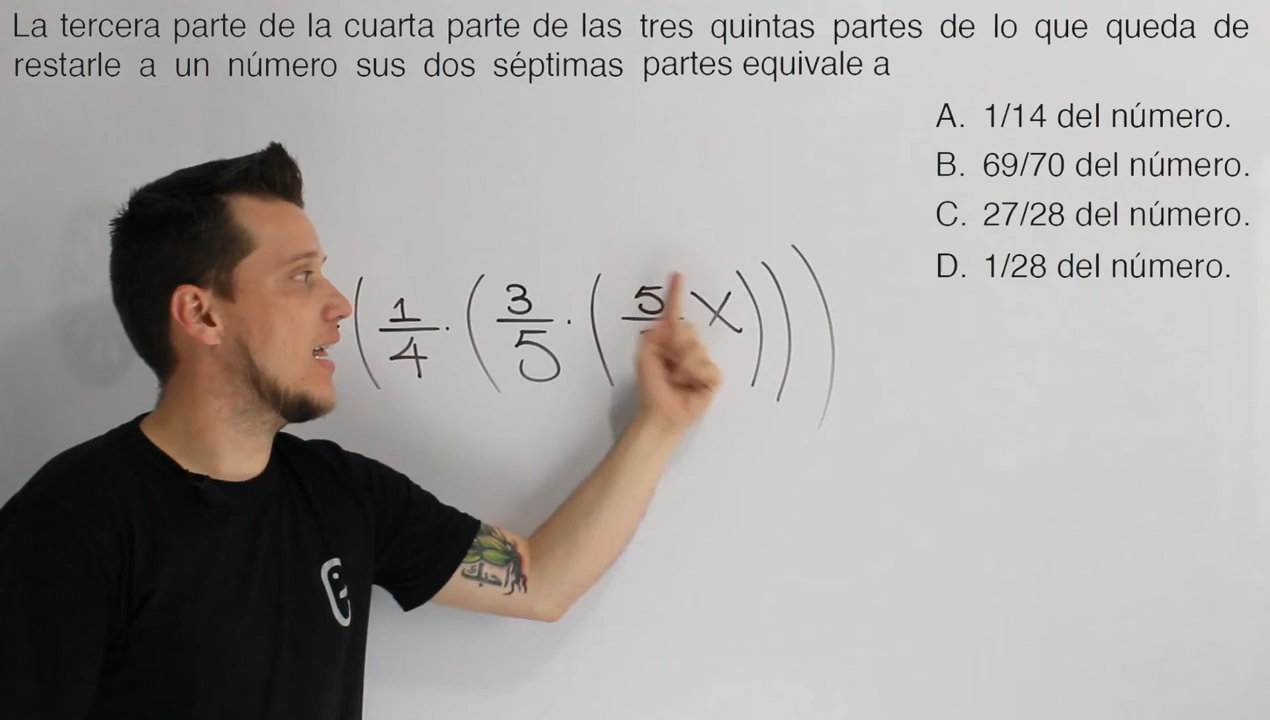 La tercera parte de la cuarta parte de las tres quintas partes de lo que queda de
restarle a un número sus dos séptimas partes equivale a
A. 1/14 del número.
B. 69/70 del número.
C. 27/28 del número.
D. 1/28 del número.
(1/4 · (3/5 · (5 X)))
أحبك